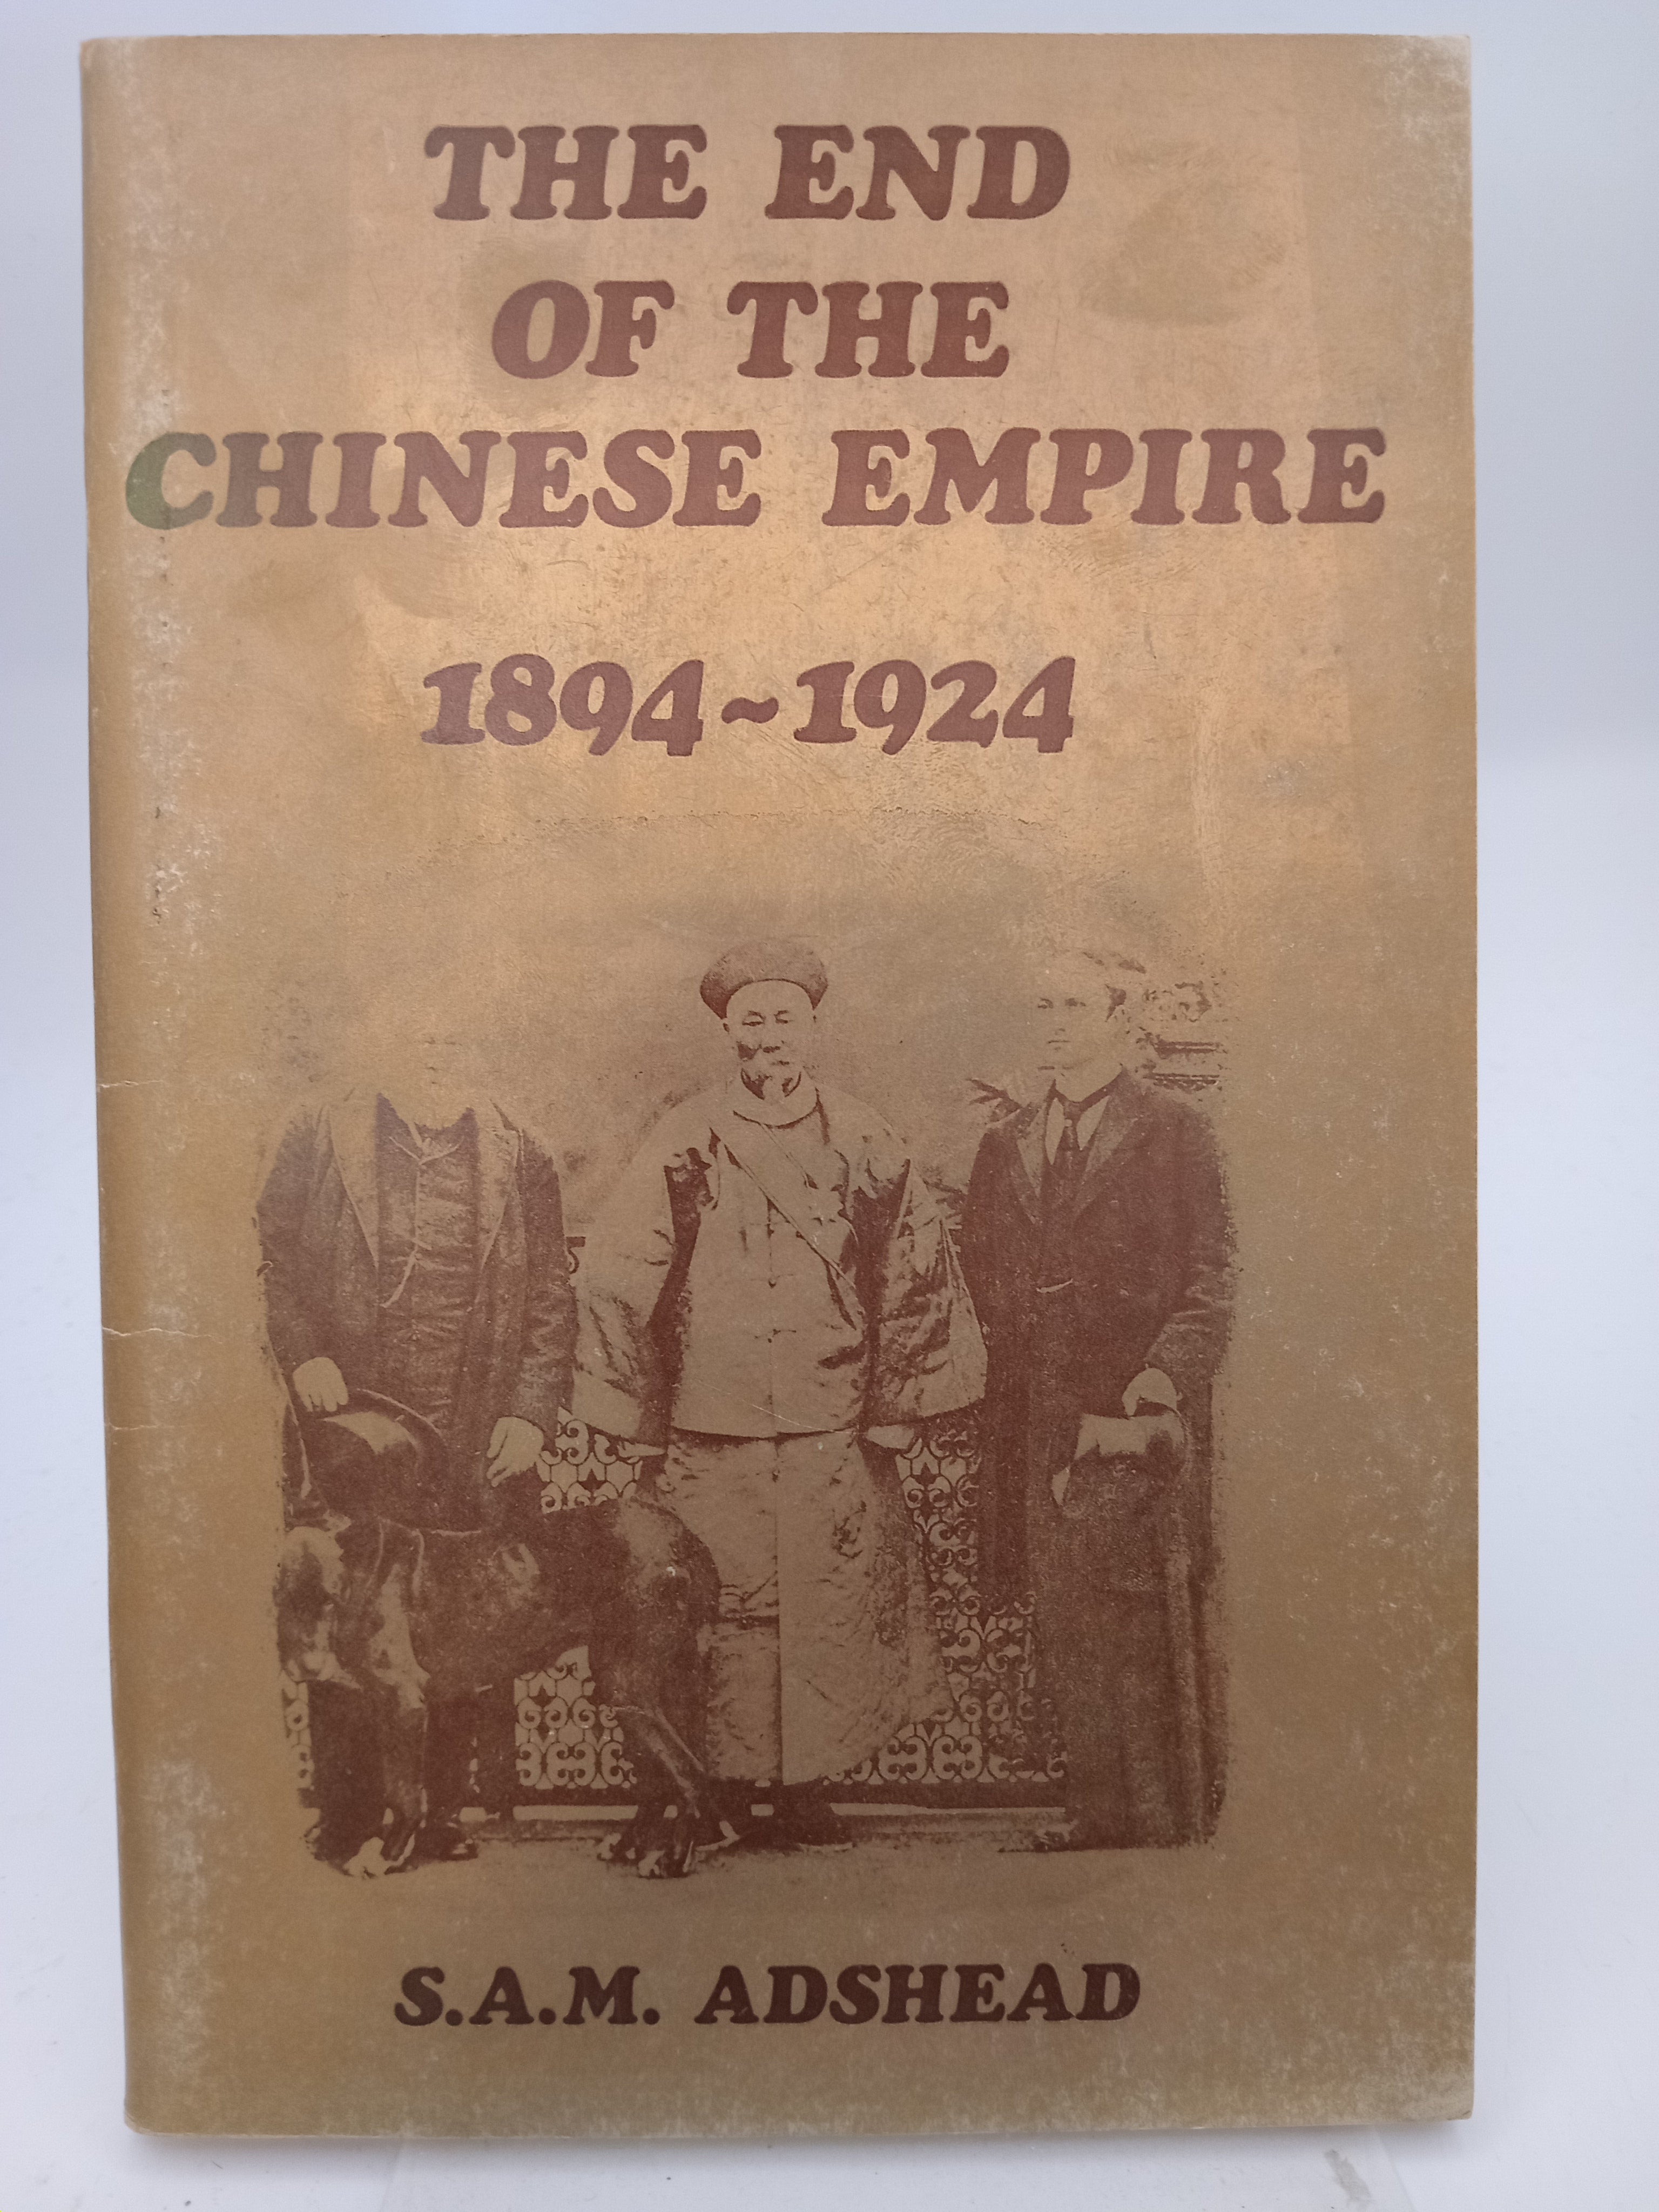 THE END
OF THE
CHINESE EMPIRE
1894~1924
S.A.M. ADSHEAD